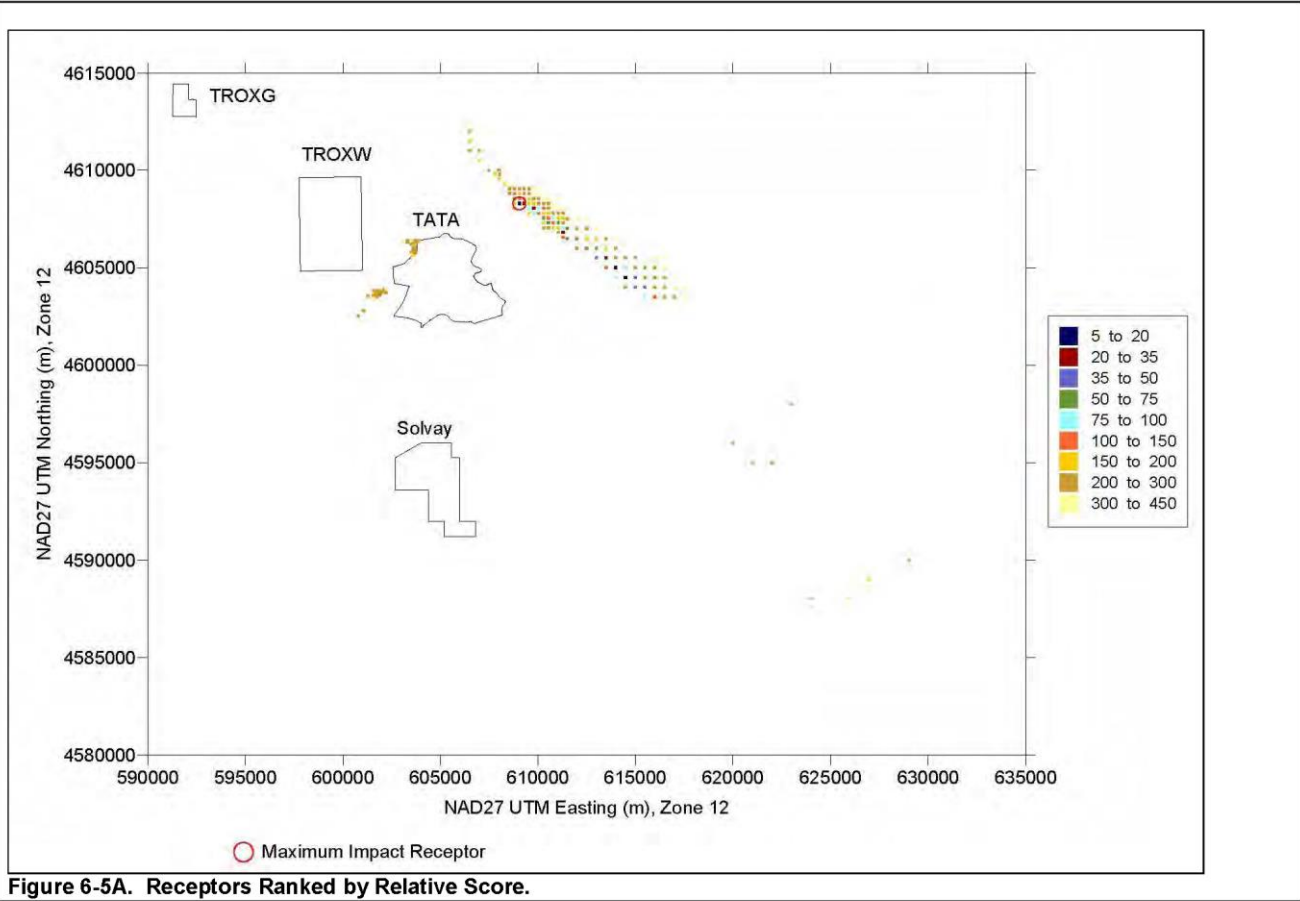 4615000
TROXG
TROXW
4610000
TATA
4605000
4600000
Solvay
4595000
4590000
4585000
4580000
NAD27 UTM Northing (m), Zone 12
590000 595000 600000 605000 610000 615000 620000 625000 630000 635000
NAD27 UTM Easting (m), Zone 12
5 to 20
20 to 35
35 to 50
50 to 75
75 to 100
100 to 150
150 to 200
200 to 300
300 to 450
Maximum Impact Receptor
Figure 6-5A. Receptors Ranked by Relative Score.